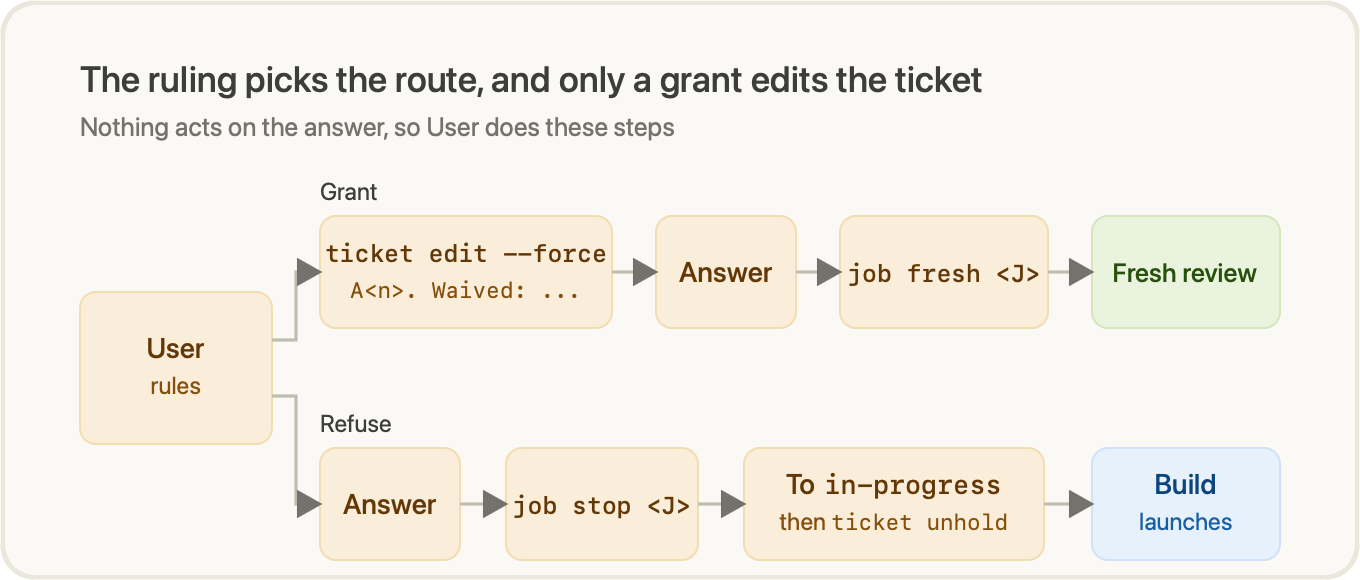 The ruling picks the route, and only a grant edits the ticket
Nothing acts on the answer, so User does these steps
Grant
ticket edit --force
A<n>. Waived: ...
Answer
job fresh <J>
Fresh review
User
rules
Refuse
Answer
job stop <J>
To in-progress
then ticket unhold
Build
launches